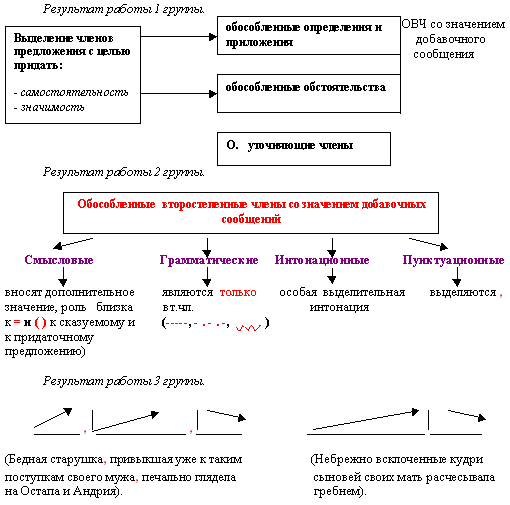 Результат работы 1 группы.
Выделение членов
предложения с целью
придать:
- самостоятельность
- значимость
обособленные определения и
приложения
ОВЧ со значением
добавочного
сообщения
обособленные обстоятельства
О. уточняющие члены
Результат работы 2 группы.
Обособленные второстепенные члены со значением добавочных
сообщений
Смысловые
Грамматические
Интонационные
Пунктуационные
вносят дополнительное
значение, роль близка
к = и ( ) к сказуемому и
к придаточному
предложению)
являются только
вт.чл.
(-----, - . - . -, )
особая выделительная
интонация
выделяются ,
Результат работы 3 группы.
, ,
(Бедная старушка, привыкшая уже к таким
поступкам своего мужа, печально глядела
на Остапа и Андрия).
(Небрежно всклоченные кудри
сыновей своих мать расчесывала
гребнем).